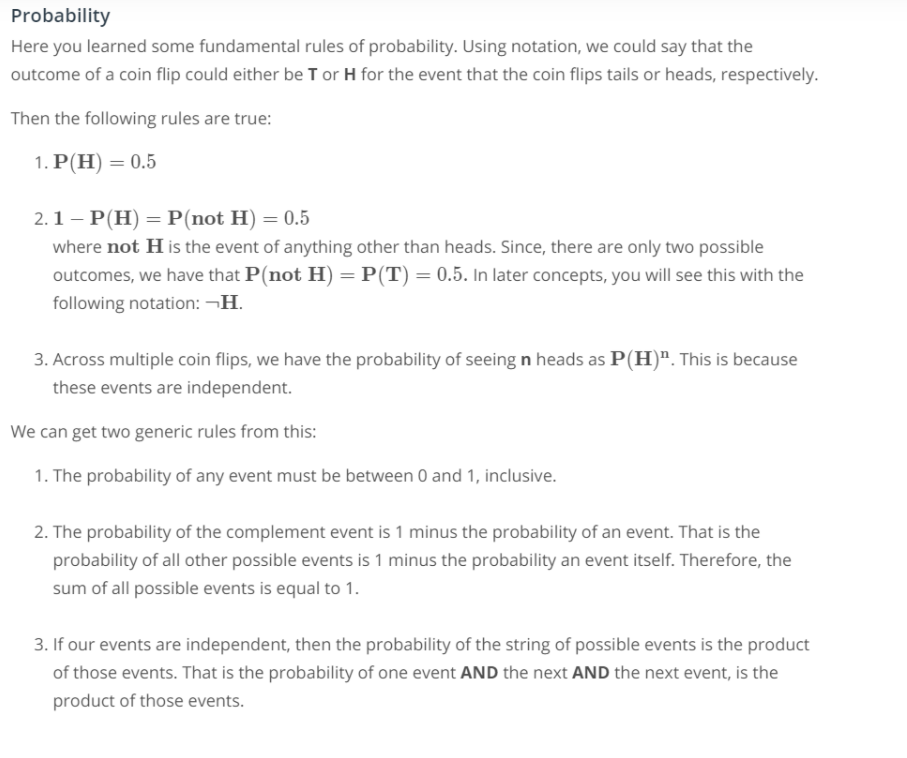 Probability
Here you learned some fundamental rules of probability. Using notation, we could say that the
outcome of a coin flip could either be T or H for the event that the coin flips tails or heads, respectively.
Then the following rules are true:
1. P(H) = 0.5
2. 1 − P(H) = P(not H) = 0.5
where not H is the event of anything other than heads. Since, there are only two possible
outcomes, we have that P(not H) = P(T) = 0.5. In later concepts, you will see this with the
following notation: ¬H.
3. Across multiple coin flips, we have the probability of seeing n heads as P(H)ⁿ. This is because
these events are independent.
We can get two generic rules from this:
1. The probability of any event must be between 0 and 1, inclusive.
2. The probability of the complement event is 1 minus the probability of an event. That is the
probability of all other possible events is 1 minus the probability an event itself. Therefore, the
sum of all possible events is equal to 1.
3. If our events are independent, then the probability of the string of possible events is the product
of those events. That is the probability of one event AND the next AND the next event, is the
product of those events.